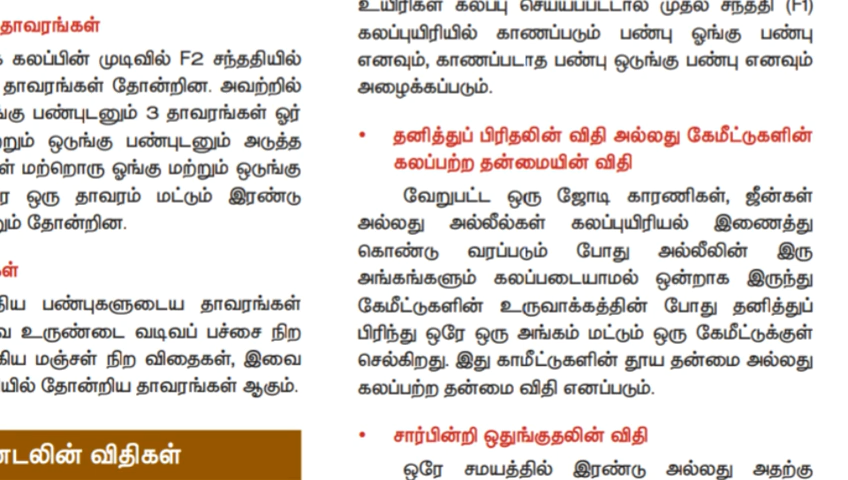 தாவரங்கள்
கலப்பின் முடிவில் F2 சந்ததியில்
தாவரங்கள் தோன்றின. அவற்றில்
பண்புடனும் 3 தாவரங்கள் ஓர்
ஒடுங்கு பண்புடனும் அடுத்த
மற்றொரு ஓங்கு மற்றும் ஒடுங்கு
ஒரு தாவரம் மட்டும் இரண்டு
தோன்றின.
பண்புகளுடைய தாவரங்கள்
உருண்டை வடிவப் பச்சை நிற
மஞ்சள் நிற விதைகள், இவை
தோன்றிய தாவரங்கள் ஆகும்.
விதிகள்
உயிரிகள் கலப்பு செய்யப்பட்டால் முதல் சந்ததி (F1)
கலப்புயிரியில் காணப்படும் பண்பு ஓங்கு பண்பு
எனவும், காணப்படாத பண்பு ஒடுங்கு பண்பு எனவும்
அழைக்கப்படும்.
• தனித்துப் பிரிதலின் விதி அல்லது கேமீட்டுகளின்
கலப்பற்ற தன்மையின் விதி
வேறுபட்ட ஒரு ஜோடி காரணிகள், ஜீன்கள்
அல்லது அல்லீல்கள் கலப்புயிரியல் இணைத்து
கொண்டு வரப்படும் போது அல்லீலின் இரு
அங்கங்களும் கலப்படையாமல் ஒன்றாக இருந்து
கேமீட்டுகளின் உருவாக்கத்தின் போது தனித்துப்
பிரிந்து ஒரே ஒரு அங்கம் மட்டும் ஒரு கேமீட்டுக்குள்
செல்கிறது. இது காமீட்டுகளின் தூய தன்மை அல்லது
கலப்பற்ற தன்மை விதி எனப்படும்.
• சார்பின்றி ஒதுங்குதலின் விதி
ஒரே சமயத்தில் இரண்டு அல்லது அதற்கு